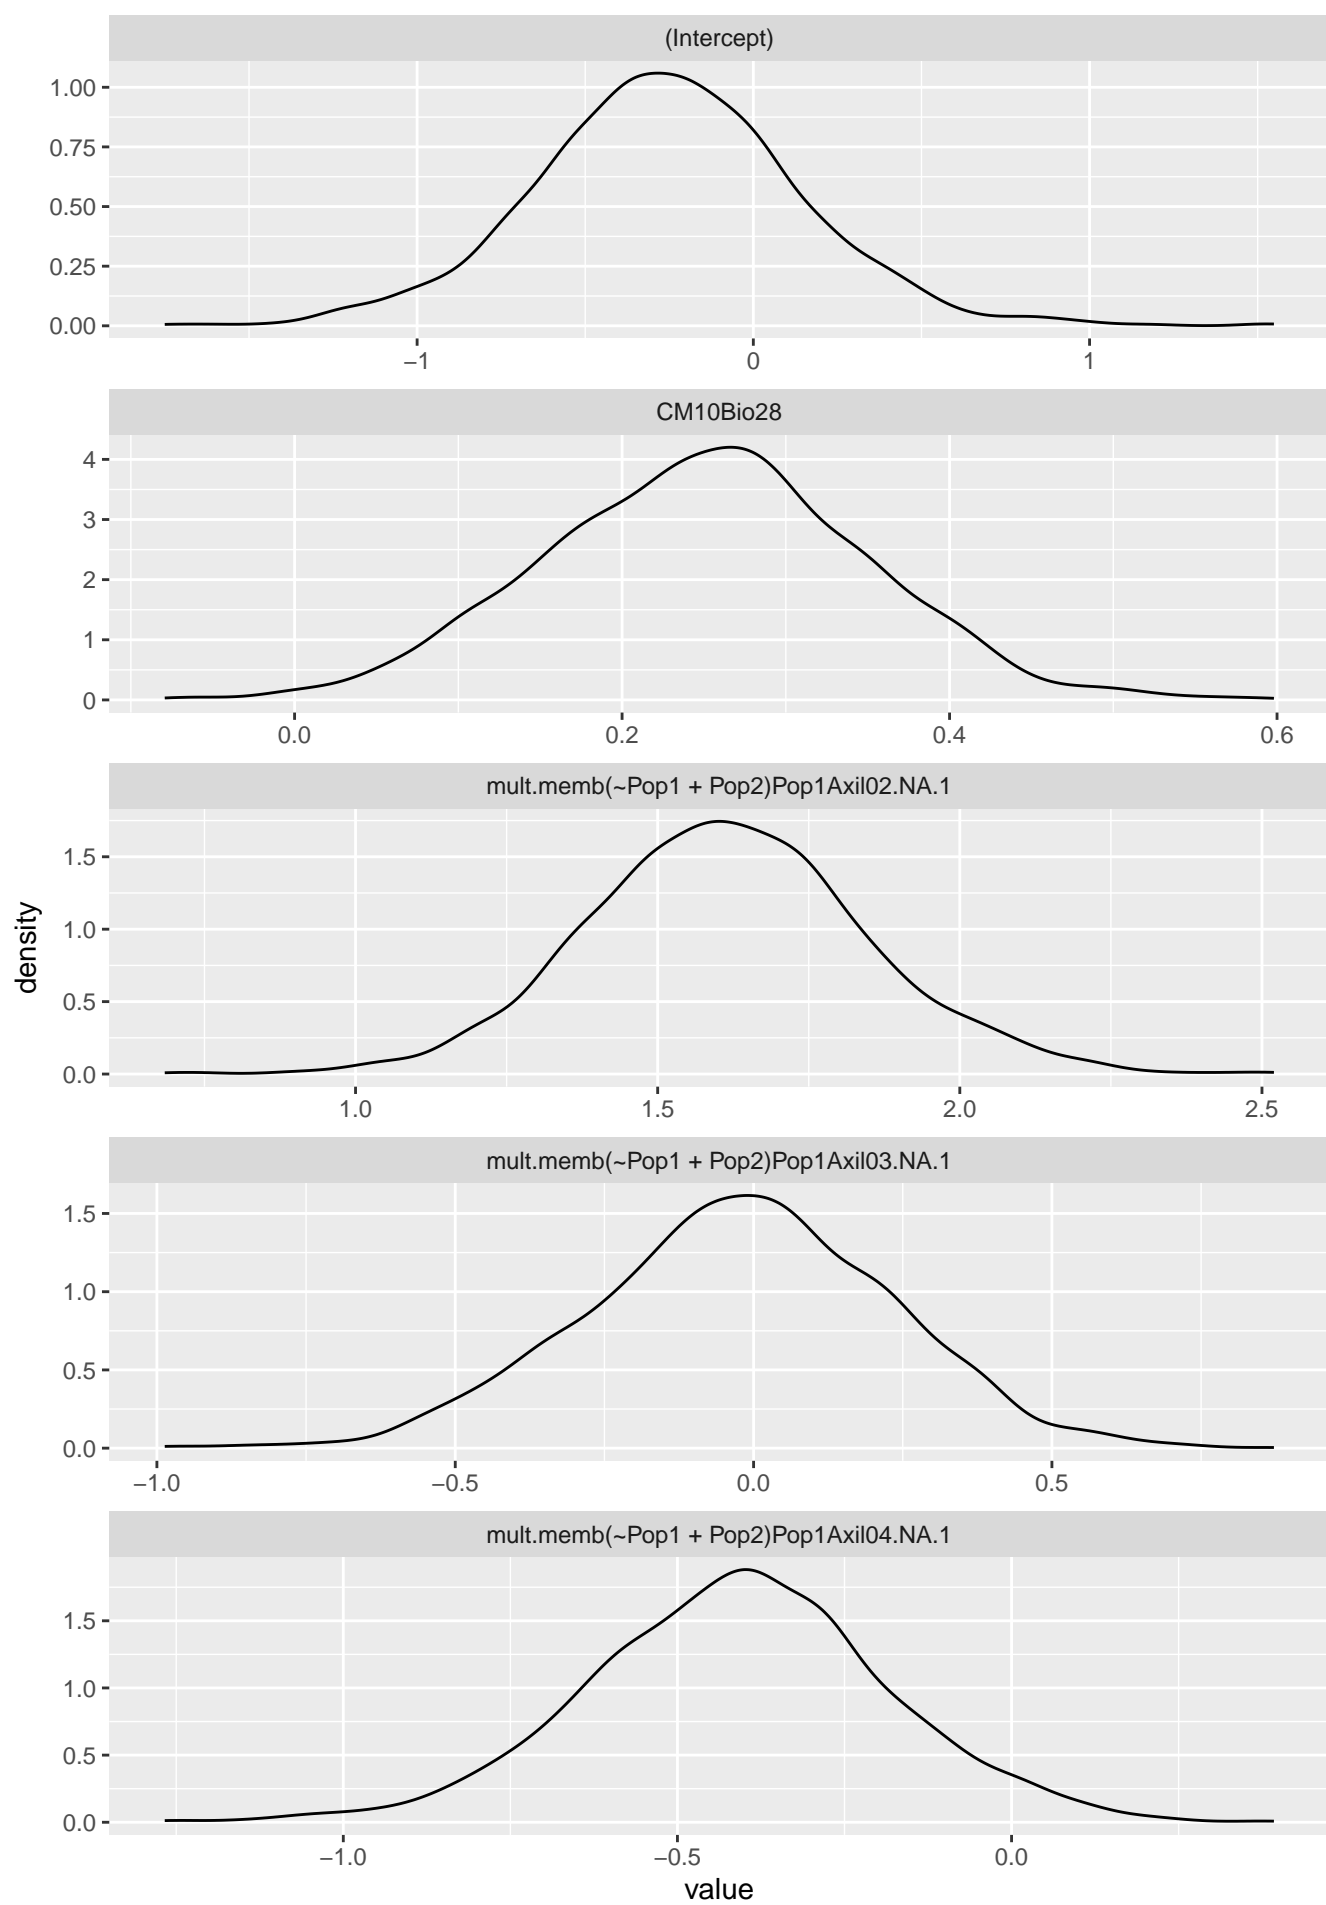 (Intercept)
1.00
0.75
0.50
0.25
0.00
−1 0 1
CM10Bio28
4
3
2
1
0
0.0 0.2 0.4 0.6
mult.memb(~Pop1 + Pop2)Pop1Axil02.NA.1
1.5
1.0
0.5
0.0
1.0 1.5 2.0 2.5
density
mult.memb(~Pop1 + Pop2)Pop1Axil03.NA.1
1.5
1.0
0.5
0.0
−1.0 −0.5 0.0 0.5
mult.memb(~Pop1 + Pop2)Pop1Axil04.NA.1
1.5
1.0
0.5
0.0
−1.0 −0.5 0.0
value